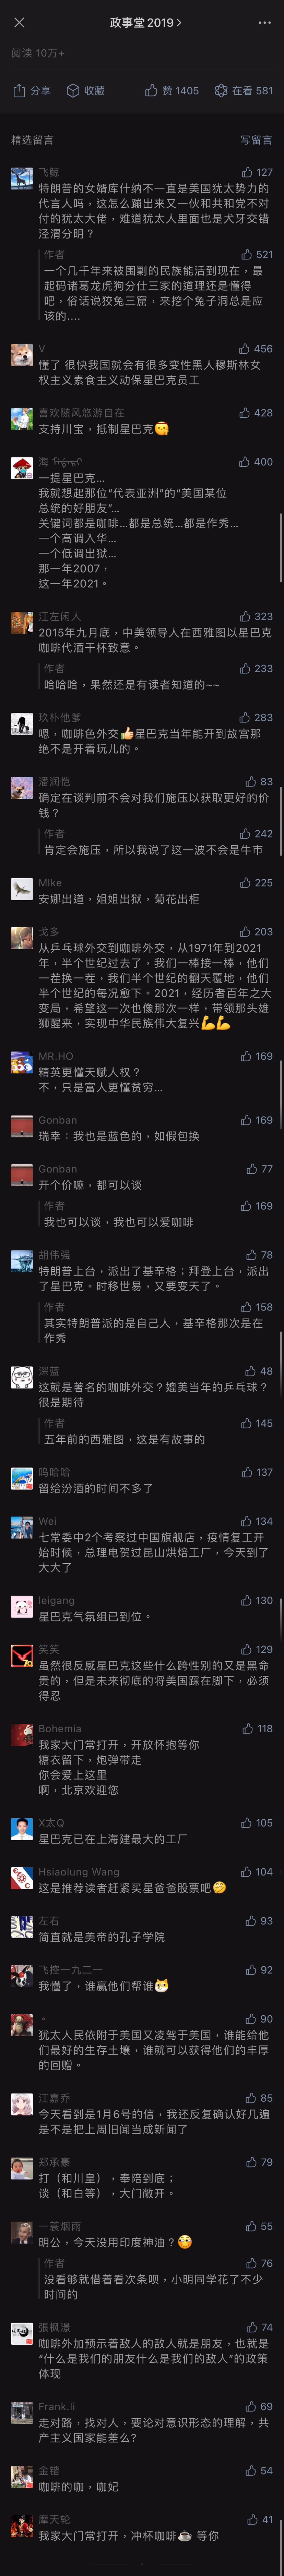 政事堂2019
阅读 10万+
分享 收藏 赞 1405 在看 581
精选留言 写留言
飞鲸 127
特朗普的女婿库什纳不一直是美国犹太势力的
代言人吗，这怎么蹦出来又一伙和共和党不对
付的犹太大佬，难道犹太人里面也是犬牙交错
泾渭分明？
作者 521
一个几千年来被围剿的民族能活到现在，最
起码诸葛龙虎狗分仕三家的道理还是懂得
吧，俗话说狡兔三窟，来挖个兔子洞总是应
该的....
V 456
懂了 很快我国就会有很多变性黑人穆斯林女
权主义素食主义动保星巴克员工
喜欢随风悠游自在 428
支持川宝，抵制星巴克
海 400
一提星巴克…
我就想起那位“代表亚洲”的“美国某位
总统的好朋友”…
关键词都是咖啡…都是总统…都是作秀…
一个高调入华…
一个低调出狱…
那一年2007，
这一年2021。
江左闲人 323
2015年九月底，中美领导人在西雅图以星巴克
咖啡代酒干杯致意。
作者 233
哈哈哈，果然还是有读者知道的~~
玖朴他爹 283
嗯，咖啡色外交👍星巴克当年能开到故宫那
绝不是开着玩儿的。
潘润恺 83
确定在谈判前不会对我们施压以获取更好的价
钱？
作者 242
肯定会施压，所以我说了这一波不会是牛市
MIke 225
安娜出道，姐姐出狱，菊花出柜
戈多 203
从乒乓球外交到咖啡外交，从1971年到2021
年，半个世纪过去了，我们一棒接一棒，他们
一茬换一茬，我们半个世纪的翻天覆地，他们
半个世纪的每况愈下。2021，经历者百年之大
变局，希望这一次也像那次一样，带领那头雄
狮醒来，实现中华民族伟大复兴💪💪
MR.HO 169
精英更懂天赋人权？
不，只是富人更懂贫穷…
Gonban 169
瑞幸：我也是蓝色的，如假包换
Gonban 77
开个价嘛，都可以谈
作者 169
我也可以谈，我也可以爱咖啡
胡伟强 78
特朗普上台，派出了基辛格；拜登上台，派出
了星巴克。时移世易，又要变天了。
作者 158
其实特朗普派的是自己人，基辛格那次是在
作秀
深蓝 48
这就是著名的咖啡外交？媲美当年的乒乓球？
很是期待
作者 145
五年前的西雅图，这是有故事的
呜哈哈 137
留给汾酒的时间不多了
Wei 134
七常委中2个考察过中国旗舰店，疫情复工开
始时候，总理电贺过昆山烘焙工厂，今天到了
大大了
leigang 130
星巴克气氛组已到位。
笑笑 129
虽然很反感星巴克这些什么跨性别的又是黑命
贵的，但是未来彻底的将美国踩在脚下，必须
得忍
Bohemia 118
我家大门常打开，开放怀抱等你
糖衣留下，炮弹带走
你会爱上这里
啊，北京欢迎您
X太Q 105
星巴克已在上海建最大的工厂
Hsiaolung Wang 104
这是推荐读者赶紧买星爸爸股票吧🤣
左右 93
简直就是美帝的孔子学院
飞控一九二一 92
我懂了，谁赢他们帮谁
。 90
犹太人民依附于美国又凌驾于美国，谁能给他
们最好的生存土壤，谁就可以获得他们的丰厚
的回赠。
江嘉乔 85
今天看到是1月6号的信，我还反复确认好几遍
是不是把上周旧闻当成新闻了
郑承豪 79
打（和川皇），奉陪到底；
谈（和白等），大门敞开。
一蓑烟雨 55
明公，今天没用印度神油？
作者 76
没看够就借着看次条呗，小明同学花了不少
时间的
張枫漂 74
咖啡外加预示着敌人的敌人就是朋友，也就是
“什么是我们的朋友什么是我们的敌人”的政策
体现
Frank.li 69
走对路，找对人，要论对意识形态的理解，共
产主义国家能差么?
金锴 54
咖啡的咖，咖妃
摩天轮 41
我家大门常打开，冲杯咖啡☕ 等你